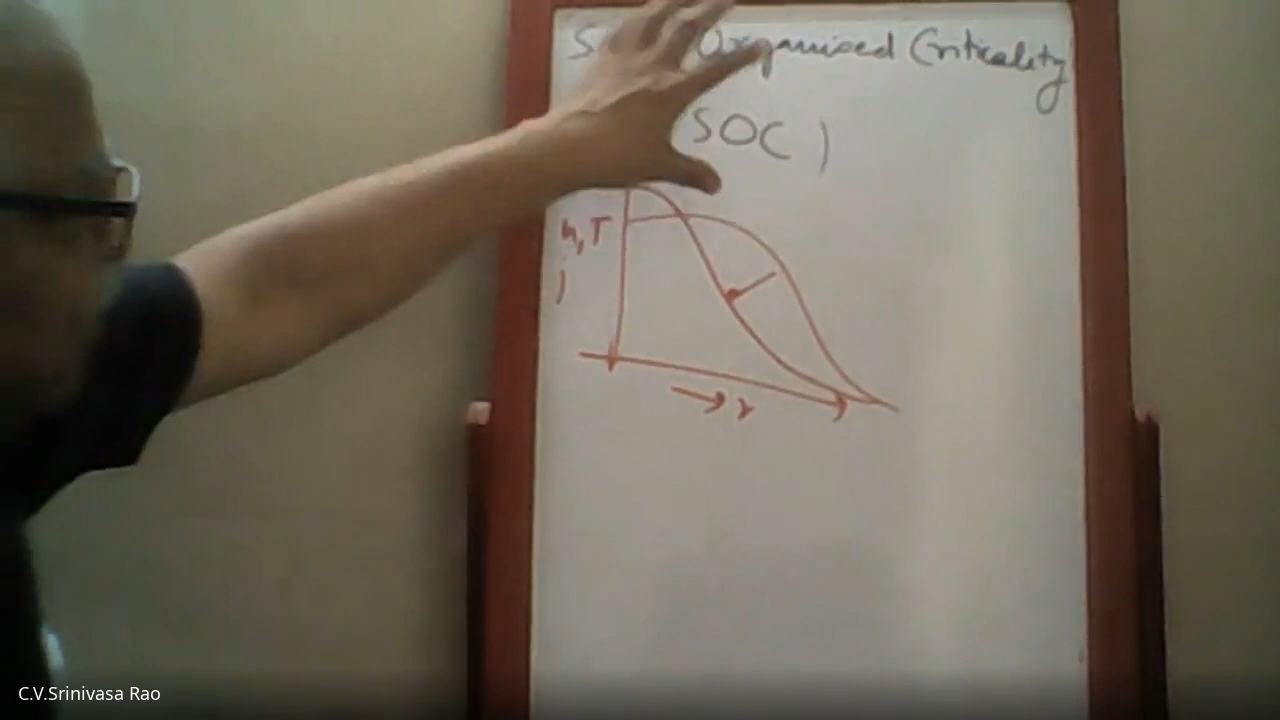 Organised Criticality
SOC)
n, T
j
→ r
C.V.Srinivasa Rao